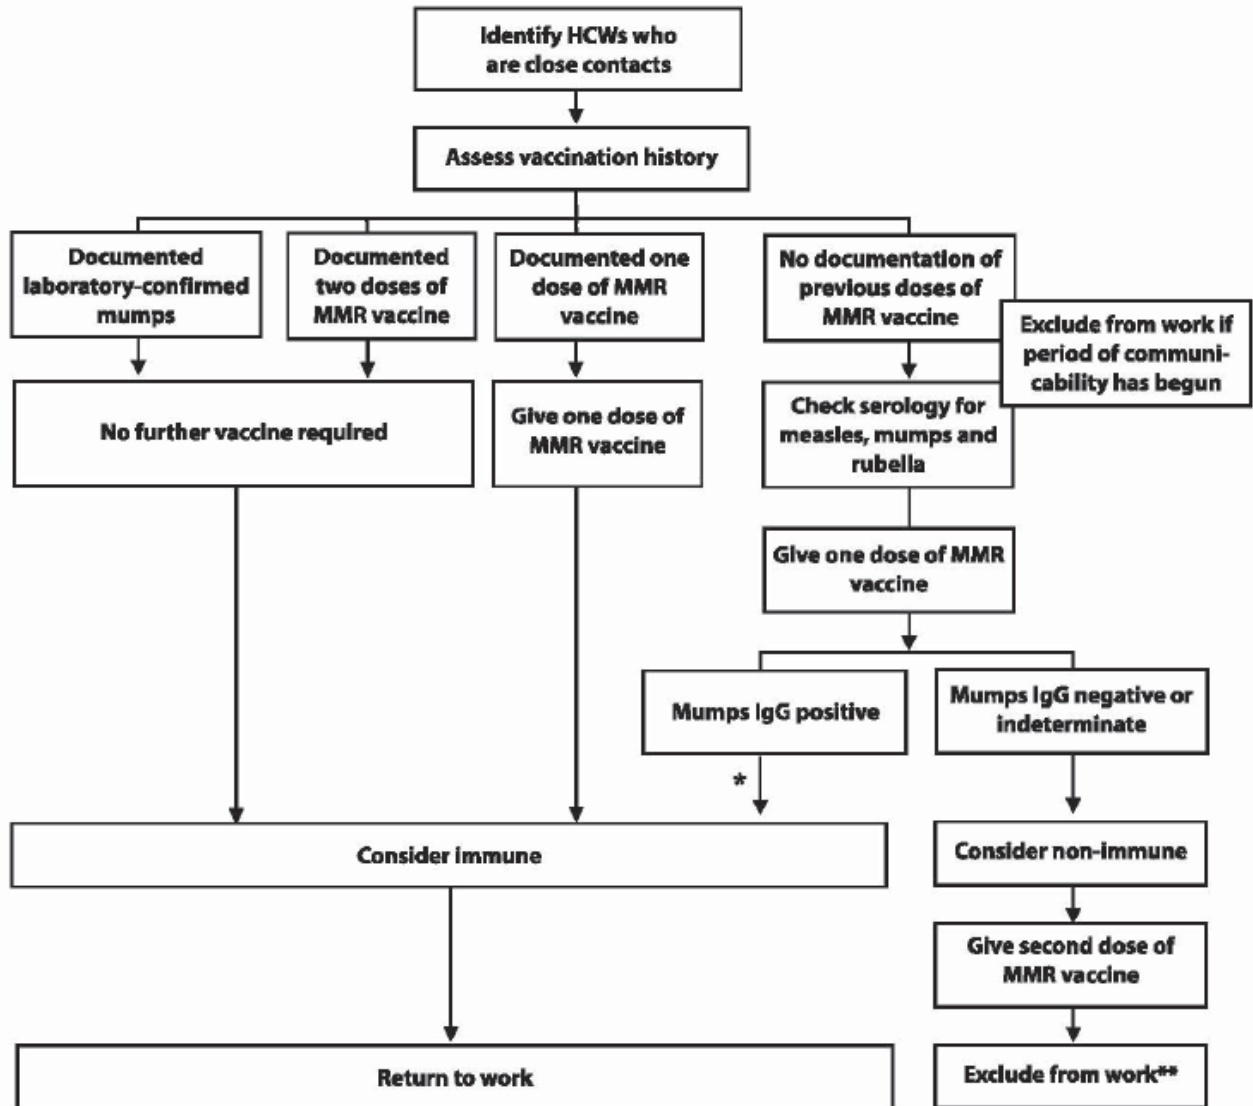 Identify HCWs who
are close contacts
Assess vaccination history
Documented
laboratory-confirmed
mumps
Documented
two doses of
MMR vaccine
Documented one
dose of MMR
vaccine
No documentation of
previous doses of
MMR vaccine
Exclude from work if
period of communi-
cability has begun
No further vaccine required
Give one dose of
MMR vaccine
Check serology for
measles, mumps and
rubella
Give one dose of MMR
vaccine
Mumps IgG positive
Mumps IgG negative or
indeterminate
*
Consider immune
Consider non-immune
Give second dose of
MMR vaccine
Return to work
Exclude from work**